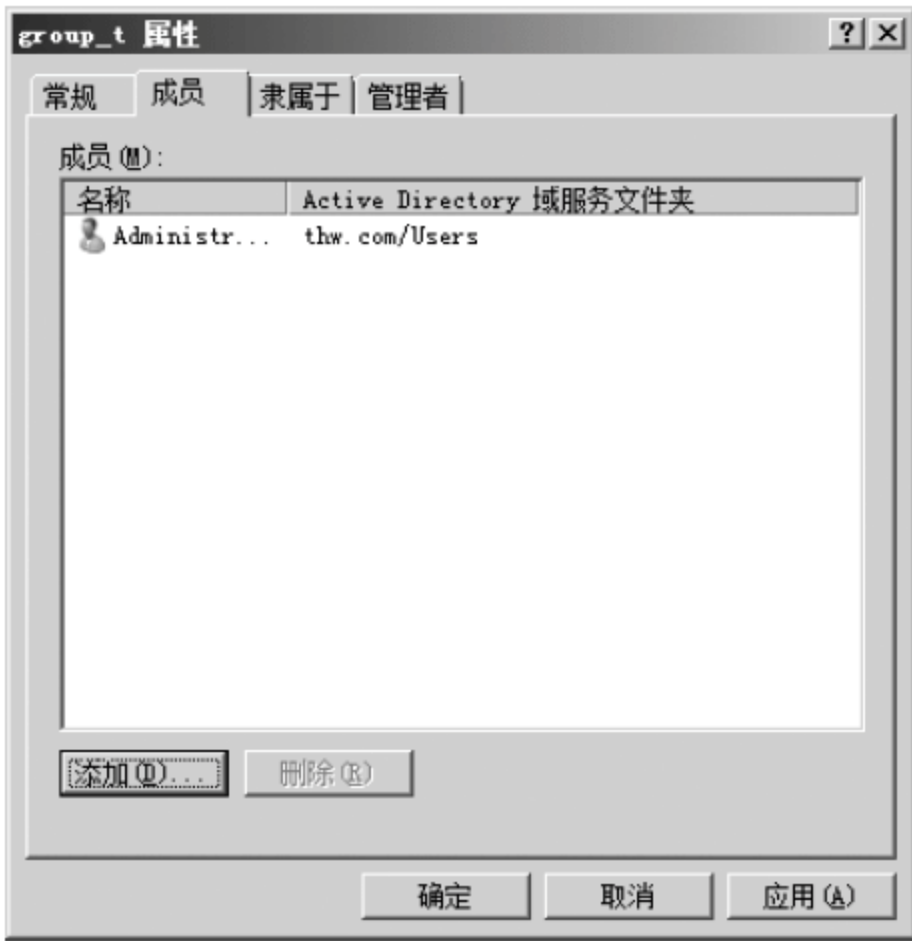 group_t 属性
常规 成员 隶属于 管理者
成员(M):
名称 Active Directory 域服务文件夹
Administr... thw.com/Users
添加(D)... 删除(R)
确定 取消 应用(A)